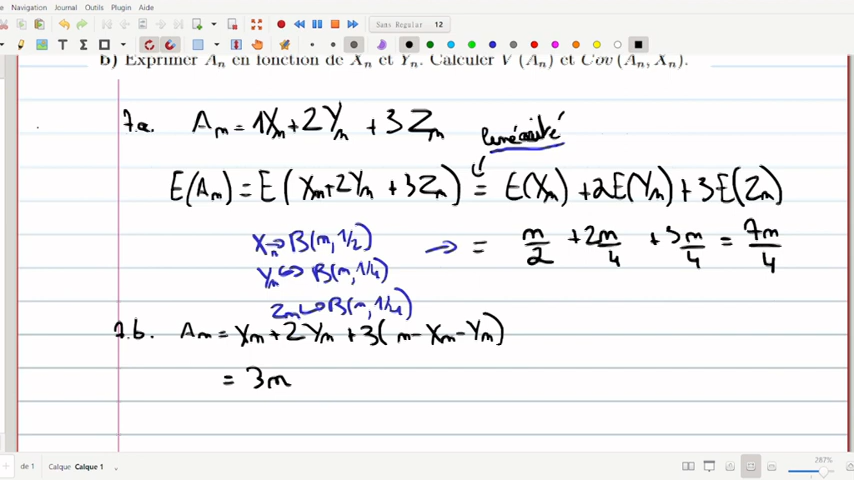 Navigation Journal Outils Plugin Aide
Sans Regular 12
b) Exprimer Aₙ en fonction de Xₙ et Yₙ. Calculer V (Aₙ) et Cov (Aₙ, Xₙ).
7.a. Aₙ = 1Xₙ + 2Yₙ + 3Zₙ
linéarité
E(Aₙ) = E(Xₙ + 2Yₙ + 3Zₙ) = E(Xₙ) + 2E(Yₙ) + 3E(Zₙ)
Xₙ ↪ B(n, 1/2)
⇒ = n/2 + 2n/4 + 3n/4 = 7n/4
Yₙ ↪ B(n, 1/4)
Zₙ ↪ B(n, 1/4)
7.b. Aₙ = Xₙ + 2Yₙ + 3(n - Xₙ - Yₙ)
= 3n
de 1 Calque Calque 1
287%